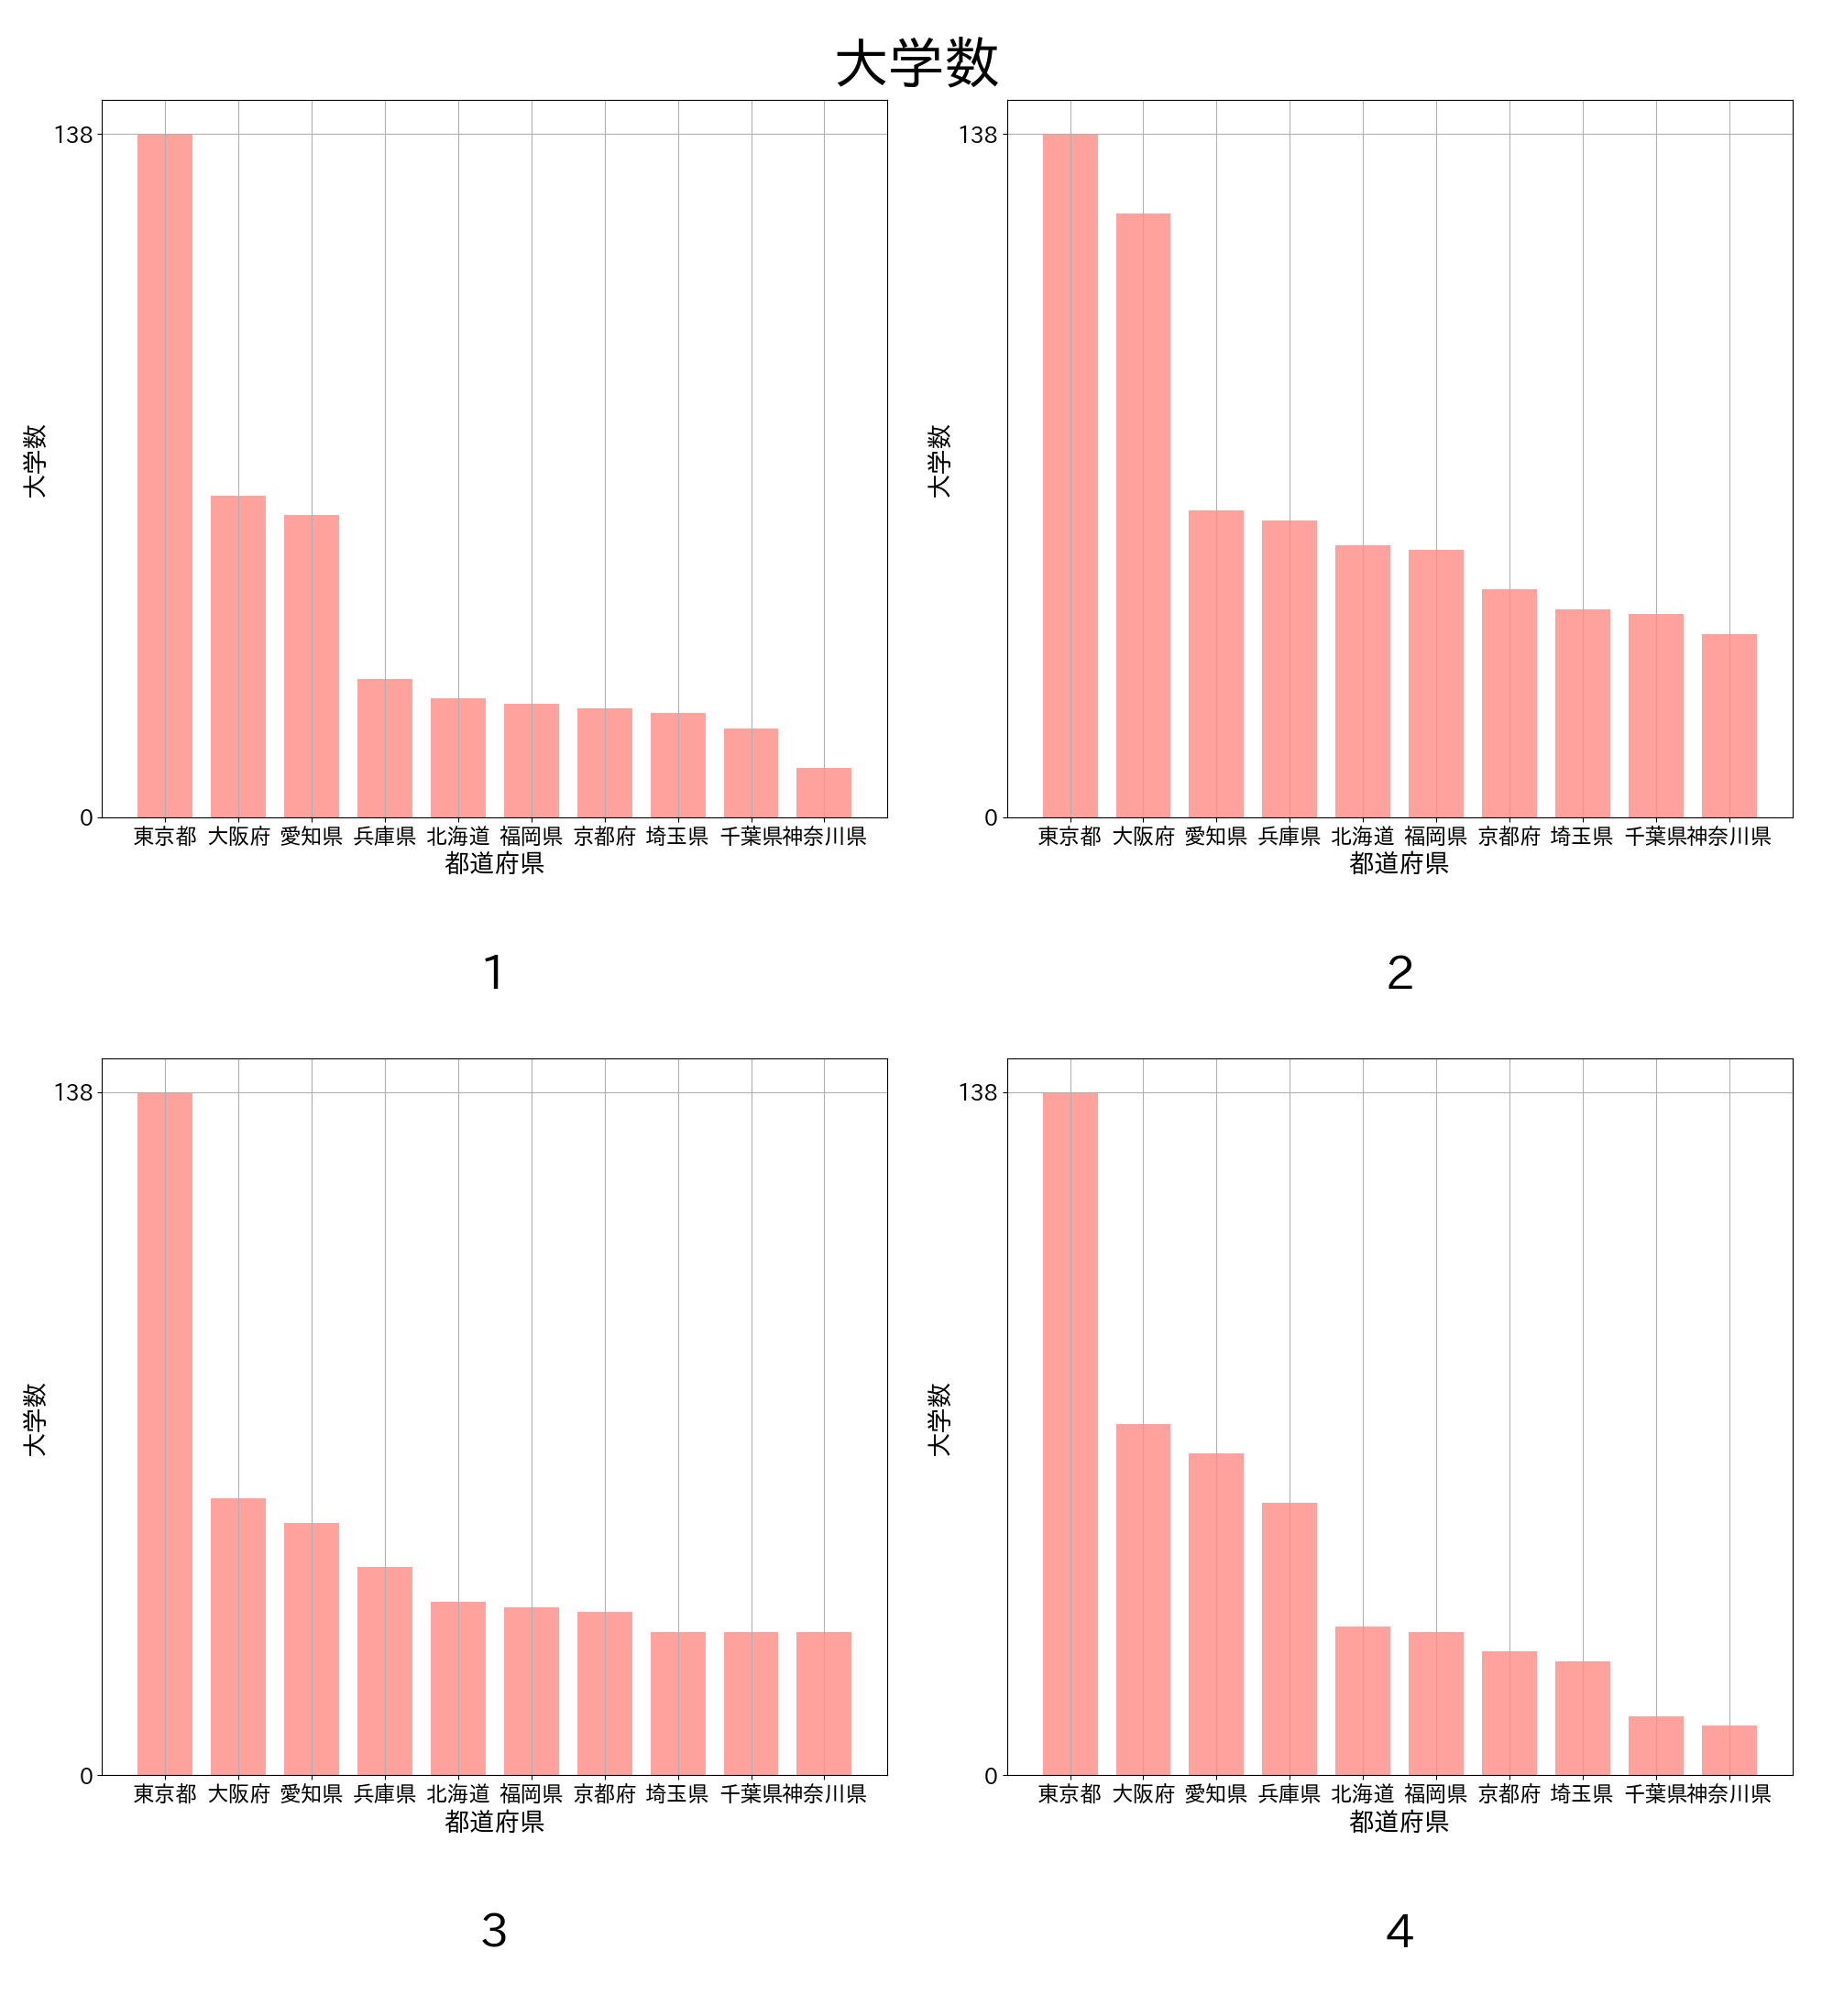 大学数
138
0
大学数
東京都 大阪府 愛知県 兵庫県 北海道 福岡県 京都府 埼玉県 千葉県 神奈川県
都道府県
1
138
0
大学数
東京都 大阪府 愛知県 兵庫県 北海道 福岡県 京都府 埼玉県 千葉県 神奈川県
都道府県
2
138
0
大学数
東京都 大阪府 愛知県 兵庫県 北海道 福岡県 京都府 埼玉県 千葉県 神奈川県
都道府県
3
138
0
大学数
東京都 大阪府 愛知県 兵庫県 北海道 福岡県 京都府 埼玉県 千葉県 神奈川県
都道府県
4